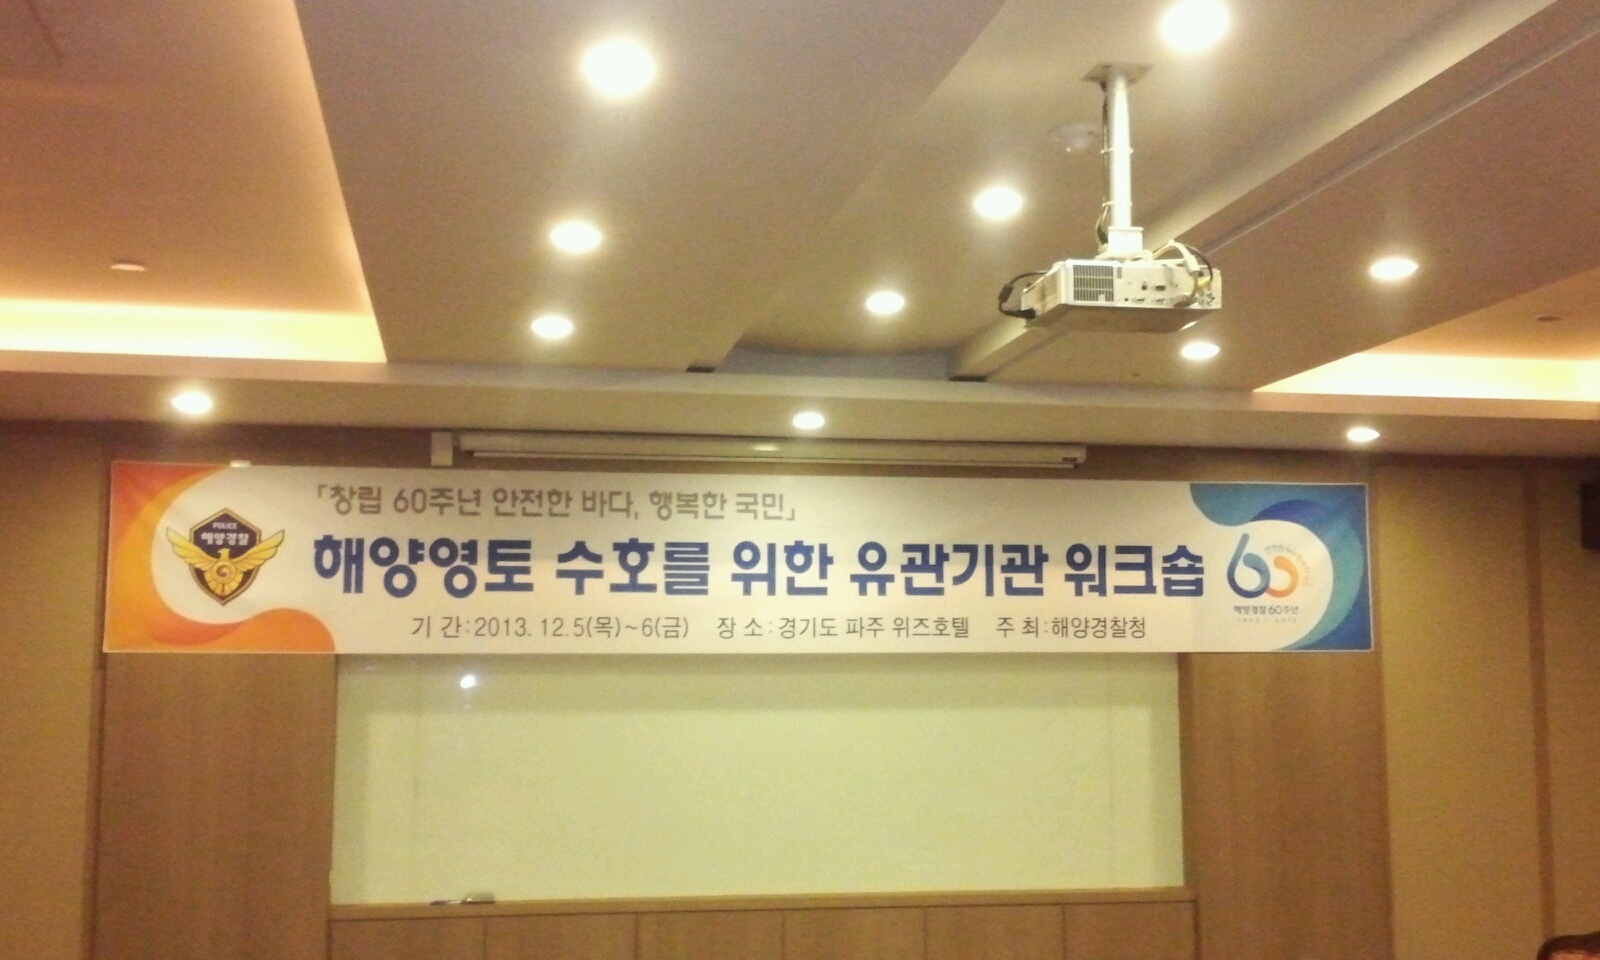 「창립 60주년 안전한 바다, 행복한 국민」
POLICE
해양경찰
해양영토 수호를 위한 유관기관 워크숍
60
해양경찰 60주년
기 간:2013. 12.5(목)~6(금) 장 소:경기도 파주 위즈호텔 주 최:해양경찰청